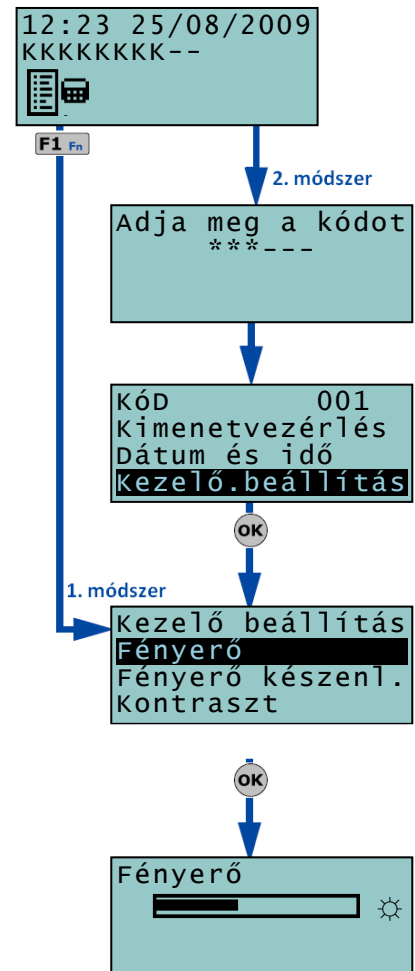 12:23 25/08/2009
KKKKKKKK--
F1 Fn
2. módszer
Adja meg a kódot
***---
KóD 001
Kimenetvezérlés
Dátum és idő
Kezelő.beállítás
OK
1. módszer
Kezelő beállítás
Fényerő
Fényerő készenl.
Kontraszt
OK
Fényerő